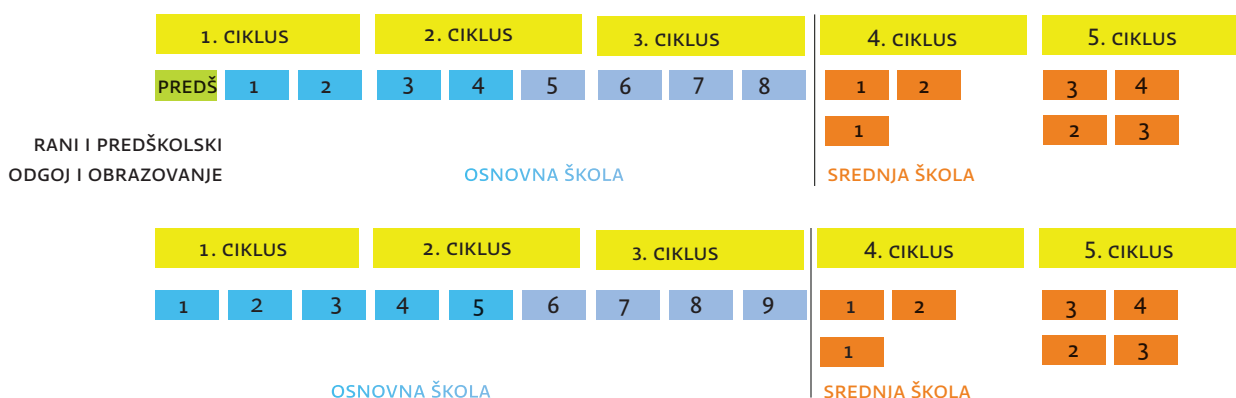 1. CIKLUS 2. CIKLUS 3. CIKLUS 4. CIKLUS 5. CIKLUS
PREDŠ 1 2 3 4 5 6 7 8 1 2 3 4
1 2 3
RANI I PREDŠKOLSKI
ODGOJ I OBRAZOVANJE OSNOVNA ŠKOLA SREDNJA ŠKOLA
1. CIKLUS 2. CIKLUS 3. CIKLUS 4. CIKLUS 5. CIKLUS
1 2 3 4 5 6 7 8 9 1 2 3 4
1 2 3
OSNOVNA ŠKOLA SREDNJA ŠKOLA